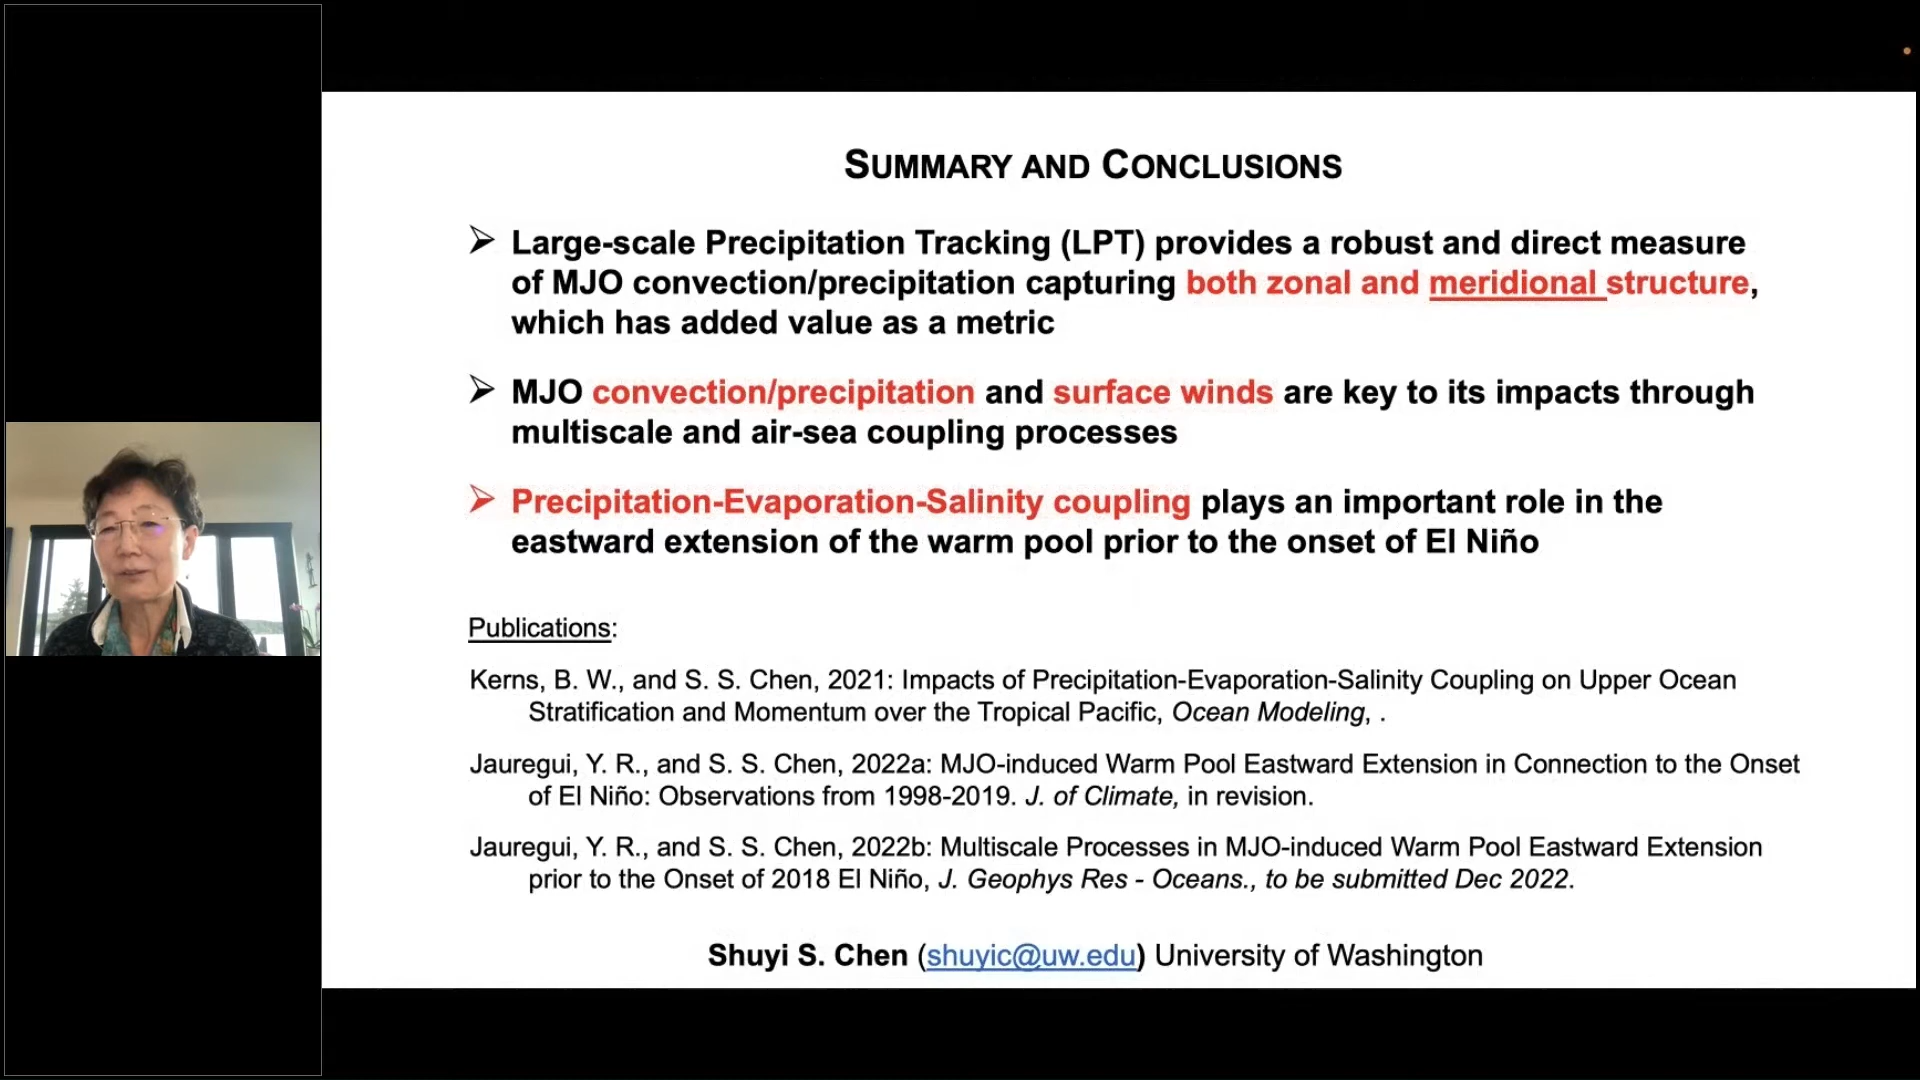 SUMMARY AND CONCLUSIONS
➢ Large-scale Precipitation Tracking (LPT) provides a robust and direct measure
of MJO convection/precipitation capturing both zonal and meridional structure,
which has added value as a metric
➢ MJO convection/precipitation and surface winds are key to its impacts through
multiscale and air-sea coupling processes
➢ Precipitation-Evaporation-Salinity coupling plays an important role in the
eastward extension of the warm pool prior to the onset of El Niño
Publications:
Kerns, B. W., and S. S. Chen, 2021: Impacts of Precipitation-Evaporation-Salinity Coupling on Upper Ocean
Stratification and Momentum over the Tropical Pacific, Ocean Modeling, .
Jauregui, Y. R., and S. S. Chen, 2022a: MJO-induced Warm Pool Eastward Extension in Connection to the Onset
of El Niño: Observations from 1998-2019. J. of Climate, in revision.
Jauregui, Y. R., and S. S. Chen, 2022b: Multiscale Processes in MJO-induced Warm Pool Eastward Extension
prior to the Onset of 2018 El Niño, J. Geophys Res - Oceans., to be submitted Dec 2022.
Shuyi S. Chen (shuyic@uw.edu) University of Washington